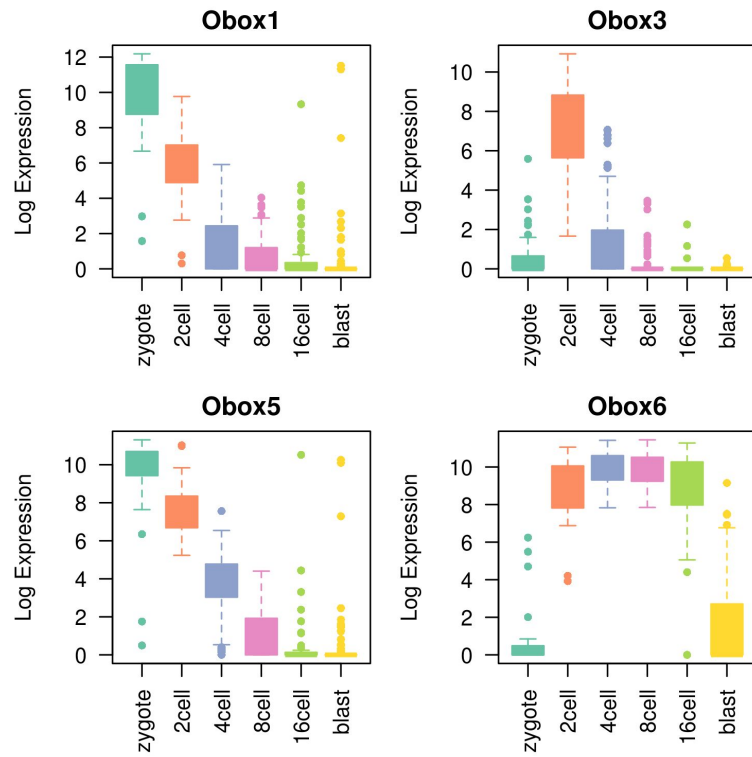 Obox1
Log Expression
12
10
8
6
4
2
0
zygote
2cell
4cell
8cell
16cell
blast
Obox3
Log Expression
10
8
6
4
2
0
zygote
2cell
4cell
8cell
16cell
blast
Obox5
Log Expression
10
8
6
4
2
0
zygote
2cell
4cell
8cell
16cell
blast
Obox6
Log Expression
10
8
6
4
2
0
zygote
2cell
4cell
8cell
16cell
blast